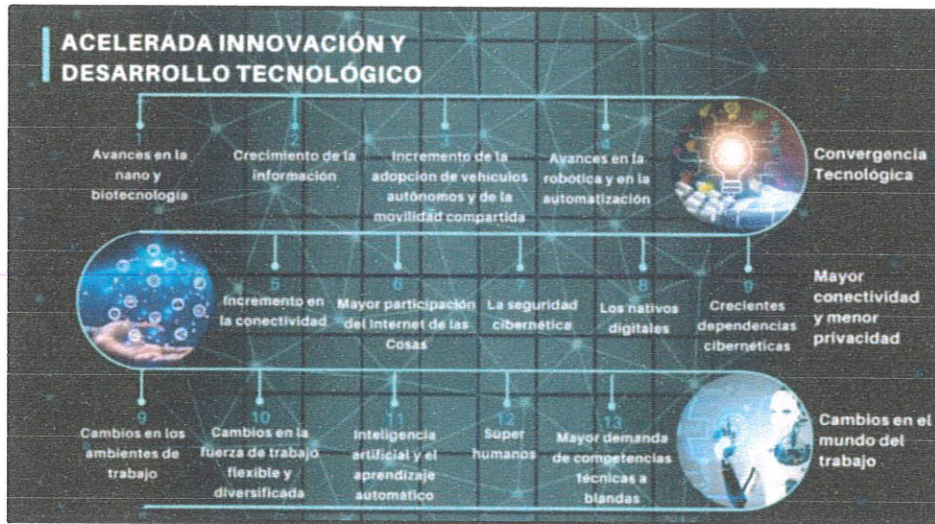 ACELERADA INNOVACIÓN Y
DESARROLLO TECNOLÓGICO
1
Avances en la
nano y
biotecnología
2
Crecimiento de la
información
3
Incremento de la
adopción de vehículos
autónomos y de la
movilidad compartida
4
Avances en la
robótica y en la
automatización
Convergencia
Tecnológica
5
Incremento en
la conectividad
6
Mayor participación
del Internet de las
Cosas
7
La seguridad
cibernética
8
Los nativos
digitales
9
Crecientes
dependencias
cibernéticas
Mayor
conectividad
y menor
privacidad
9
Cambios en los
ambientes de
trabajo
10
Cambios en la
fuerza de trabajo
flexible y
diversificada
11
Inteligencia
artificial y el
aprendizaje
automático
12
Súper
humanos
13
Mayor demanda
de competencias
técnicas a
blandas
Cambios en el
mundo del
trabajo